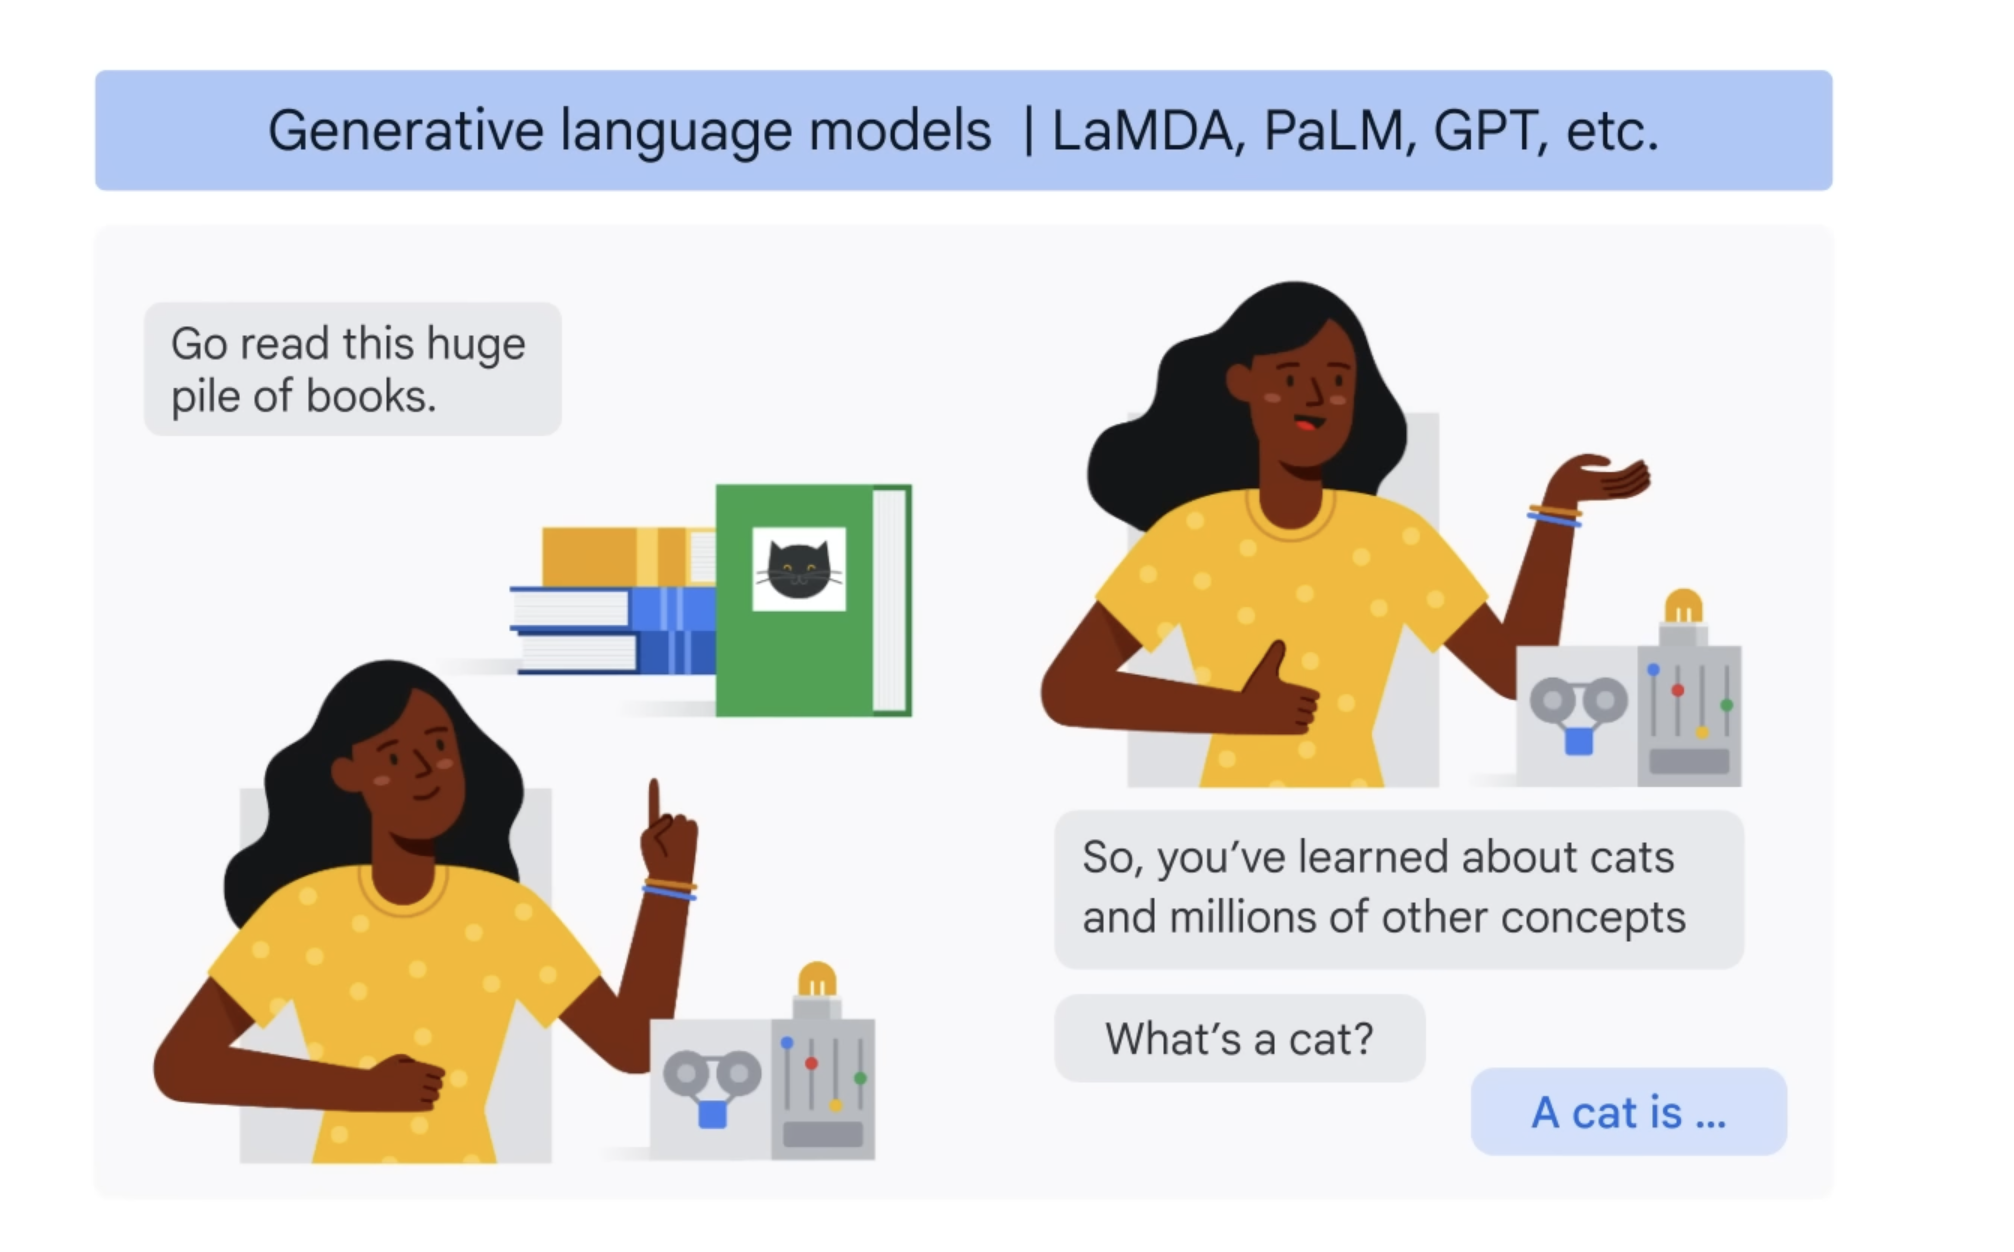 Generative language models | LaMDA, PaLM, GPT, etc.
Go read this huge
pile of books.
So, you’ve learned about cats
and millions of other concepts
What’s a cat?
A cat is ...